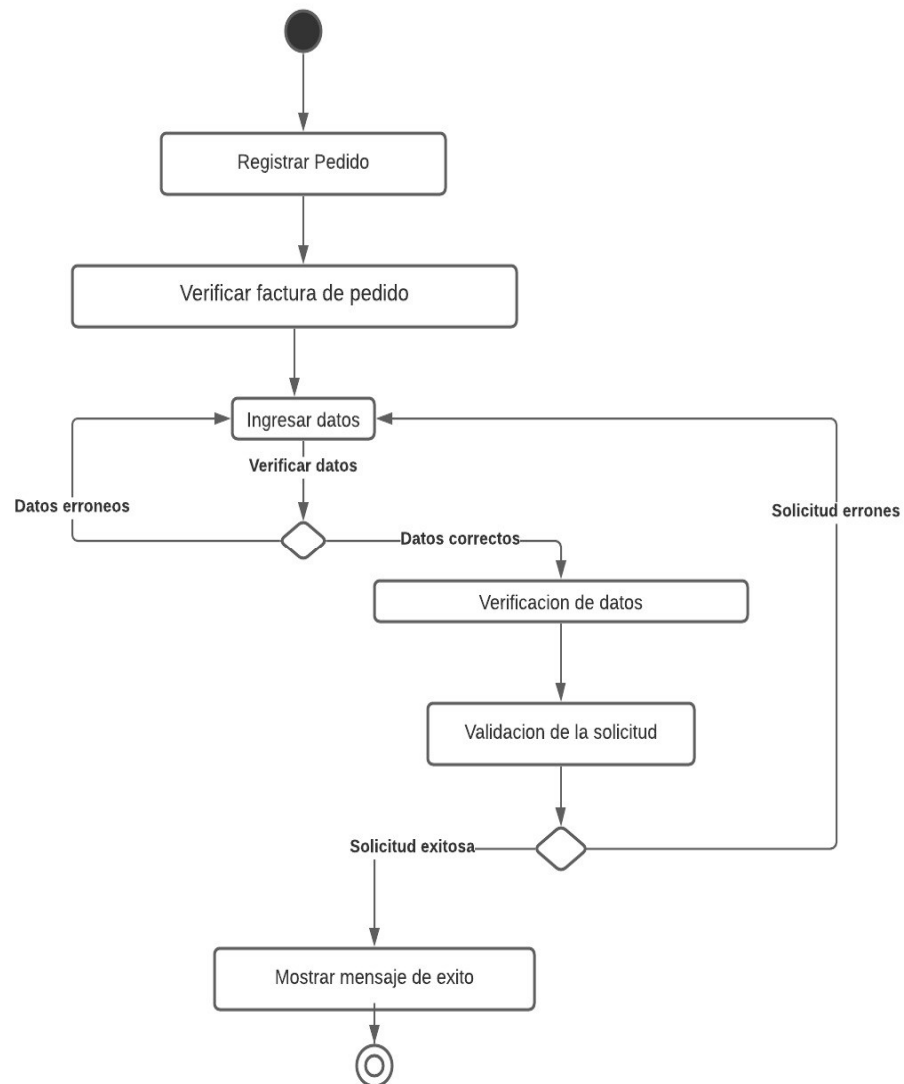 Registrar Pedido
Verificar factura de pedido
Ingresar datos
Verificar datos
Datos erroneos
Solicitud errones
Datos correctos
Verificacion de datos
Validacion de la solicitud
Solicitud exitosa
Mostrar mensaje de exito